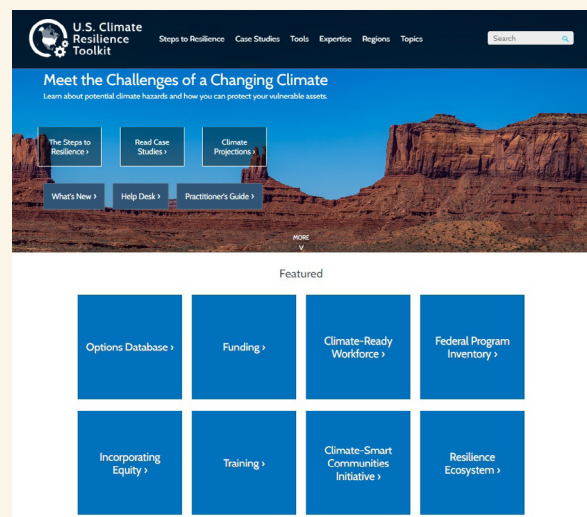 U.S. Climate
Resilience
Toolkit
Steps to Resilience Case Studies Tools Expertise Regions Topics
Search
Meet the Challenges of a Changing Climate
Learn about potential climate hazards and how you can protect your vulnerable assets.
The Steps to
Resilience ›
Read Case
Studies ›
Climate
Projections ›
What's New ›
Help Desk ›
Practitioner's Guide ›
MORE
Featured
Options Database ›
Funding ›
Climate-Ready
Workforce ›
Federal Program
Inventory ›
Incorporating
Equity ›
Training ›
Climate-Smart
Communities
Initiative ›
Resilience
Ecosystem ›